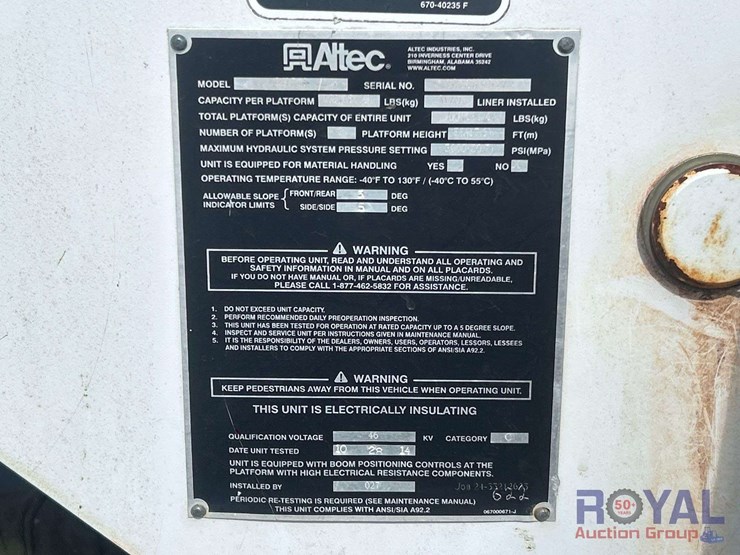 670-40235 F
Altec
ALTEC INDUSTRIES, INC.
210 INVERNESS CENTER DRIVE
BIRMINGHAM, ALABAMA 35242
WWW.ALTEC.COM
MODEL SERIAL NO.
CAPACITY PER PLATFORM LBS(kg) LINER INSTALLED
TOTAL PLATFORM(S) CAPACITY OF ENTIRE UNIT LBS(kg)
NUMBER OF PLATFORM(S) PLATFORM HEIGHT FT(m)
MAXIMUM HYDRAULIC SYSTEM PRESSURE SETTING PSI(MPa)
UNIT IS EQUIPPED FOR MATERIAL HANDLING YES NO
OPERATING TEMPERATURE RANGE: -40°F TO 130°F / (-40°C TO 55°C)
ALLOWABLE SLOPE INDICATOR LIMITS { FRONT/REAR 5 DEG
SIDE/SIDE 5 DEG
WARNING
BEFORE OPERATING UNIT, READ AND UNDERSTAND ALL OPERATING AND
SAFETY INFORMATION IN MANUAL AND ON ALL PLACARDS.
IF YOU DO NOT HAVE MANUAL OR, IF PLACARDS ARE MISSING/UNREADABLE,
PLEASE CALL 1-877-462-5832 FOR ASSISTANCE.
1. DO NOT EXCEED UNIT CAPACITY.
2. PERFORM RECOMMENDED DAILY PREOPERATION INSPECTION.
3. THIS UNIT HAS BEEN TESTED FOR OPERATION AT RATED CAPACITY UP TO A 5 DEGREE SLOPE.
4. INSPECT AND SERVICE UNIT PER INSTRUCTIONS GIVEN IN MAINTENANCE MANUAL.
5. IT IS THE RESPONSIBILITY OF THE DEALERS, OWNERS, USERS, OPERATORS, LESSORS, LESSEES
AND INSTALLERS TO COMPLY WITH THE APPROPRIATE SECTIONS OF ANSI/SIA A92.2.
WARNING
KEEP PEDESTRIANS AWAY FROM THIS VEHICLE WHEN OPERATING UNIT.
THIS UNIT IS ELECTRICALLY INSULATING
QUALIFICATION VOLTAGE 46 KV CATEGORY C
DATE UNIT TESTED 10 28 14
UNIT IS EQUIPPED WITH BOOM POSITIONING CONTROLS AT THE
PLATFORM WITH HIGH ELECTRICAL RESISTANCE COMPONENTS.
INSTALLED BY 027
PERIODIC RE-TESTING IS REQUIRED (SEE MAINTENANCE MANUAL)
THIS UNIT COMPLIES WITH ANSI/SIA A92.2
067000671-J
50+
YEARS
ROYAL
Auction Group